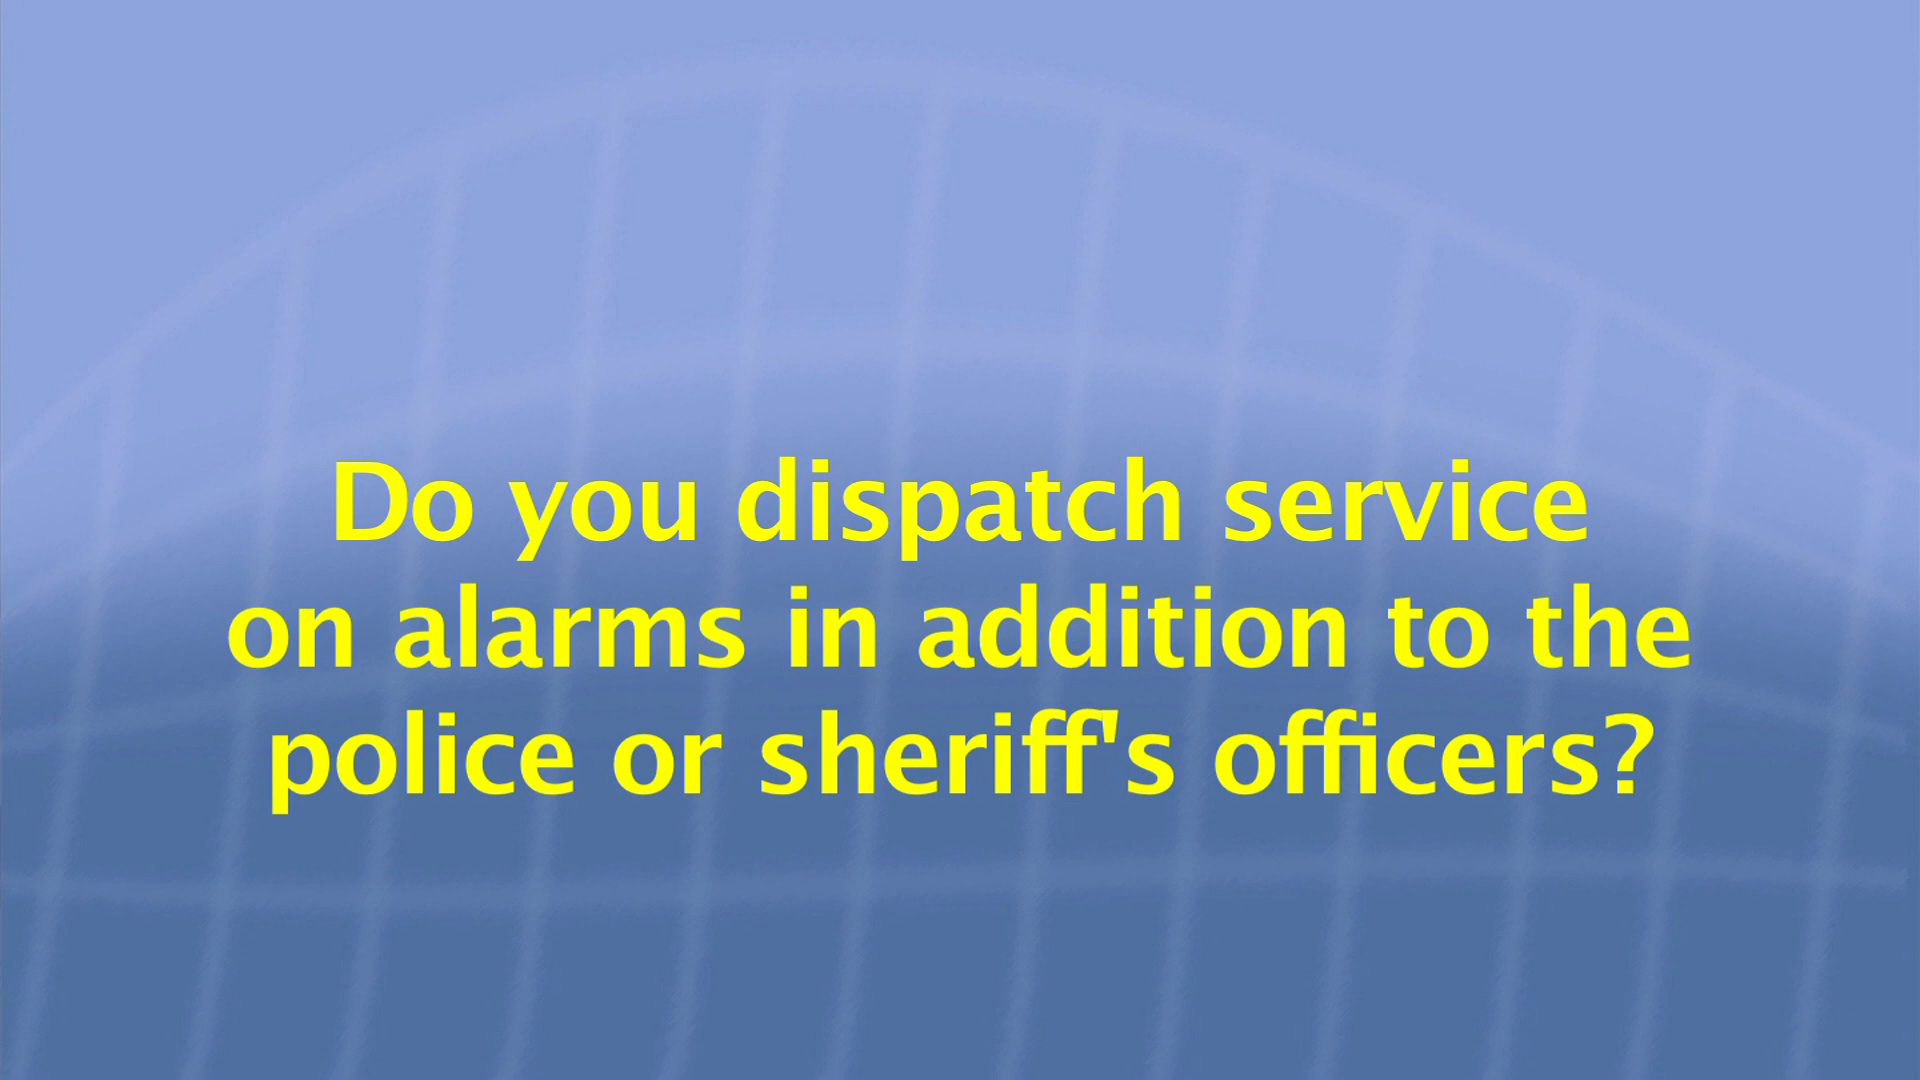 Do you dispatch service
on alarms in addition to the
police or sheriff's officers?